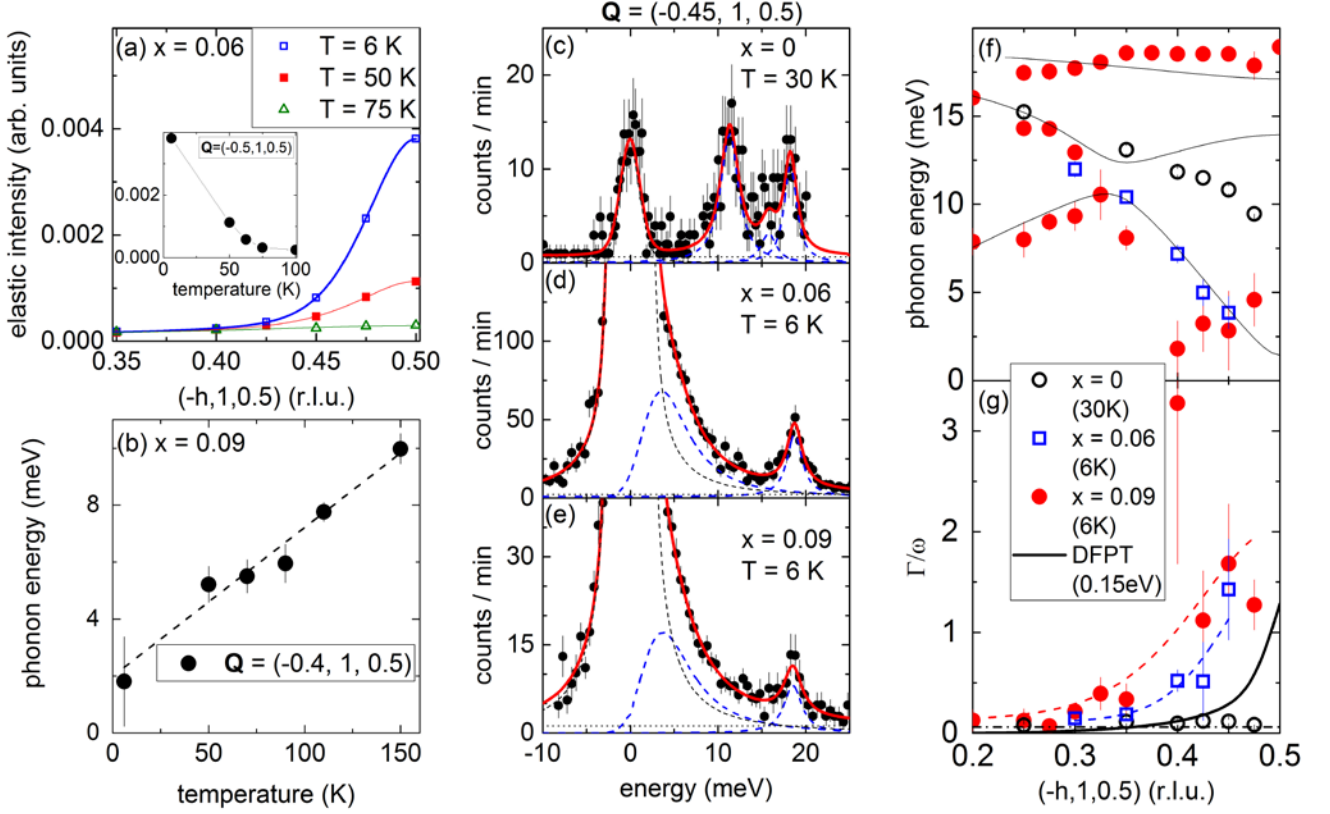 (a) x = 0.06
T = 6 K
T = 50 K
T = 75 K
elastic intensity (arb. units)
0.004
0.002
0.000
0.35
0.40
0.45
0.50
(-h,1,0.5) (r.l.u.)
Q=(-0.5,1,0.5)
0.002
0.000
0
50
100
temperature (K)
(b) x = 0.09
phonon energy (meV)
8
4
0
0
50
100
150
temperature (K)
Q = (-0.4, 1, 0.5)
Q = (-0.45, 1, 0.5)
(c)
x = 0
T = 30 K
counts / min
20
10
0
(d)
x = 0.06
T = 6 K
counts / min
100
50
0
(e)
x = 0.09
T = 6 K
counts / min
30
15
0
-10
0
10
20
energy (meV)
(f)
phonon energy (meV)
15
10
5
0
(g)
x = 0
(30K)
x = 0.06
(6K)
x = 0.09
(6K)
DFPT
(0.15eV)
Γ/ω
3
2
1
0
0.2
0.3
0.4
0.5
(-h,1,0.5) (r.l.u.)